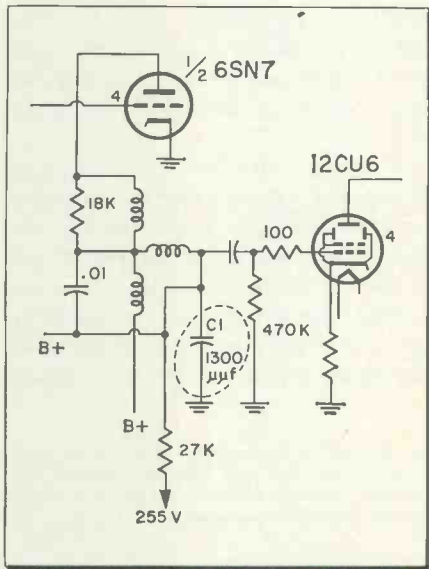 1/2 6SN7
4
12CU6
18K
100
4
.01
C1
1300
μμf
470K
B+
B+
27K
255 V